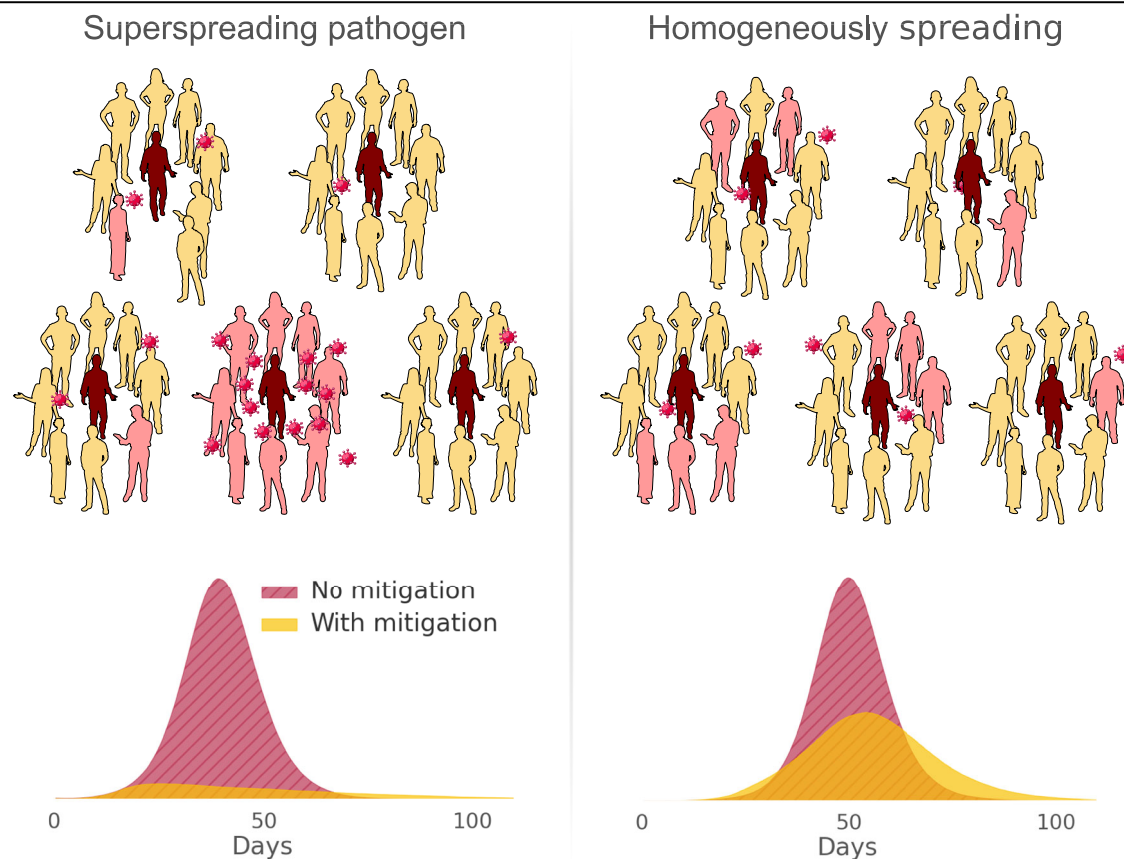 Superspreading pathogen
Homogeneously spreading
No mitigation
With mitigation
0 50 100
Days
0 50 100
Days